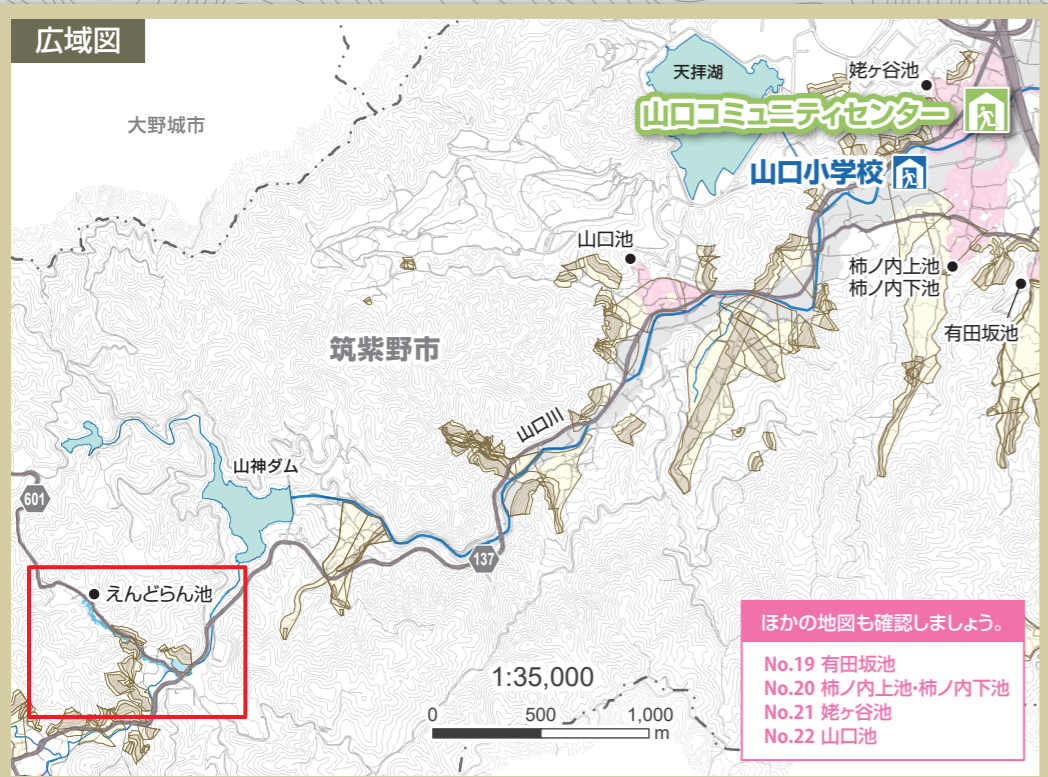 広域図
大野城市
天拝湖
姥ヶ谷池
山口コミュニティセンター
山口小学校
山口池
柿ノ内上池
柿ノ内下池
有田坂池
筑紫野市
山口川
山神ダム
601
137
えんどらん池
1:35,000
0 500 1,000
m
ほかの地図も確認しましょう。
No.19 有田坂池
No.20 柿ノ内上池・柿ノ内下池
No.21 姥ヶ谷池
No.22 山口池